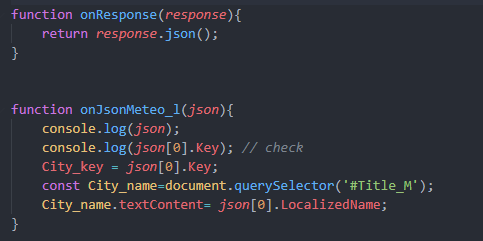 function onResponse(response){
    return response.json();
}
function onJsonMeteo_l(json){
    console.log(json);
    console.log(json[0].Key); // check
    City_key = json[0].Key;
    const City_name=document.querySelector('#Title_M');
    City_name.textContent= json[0].LocalizedName;
}